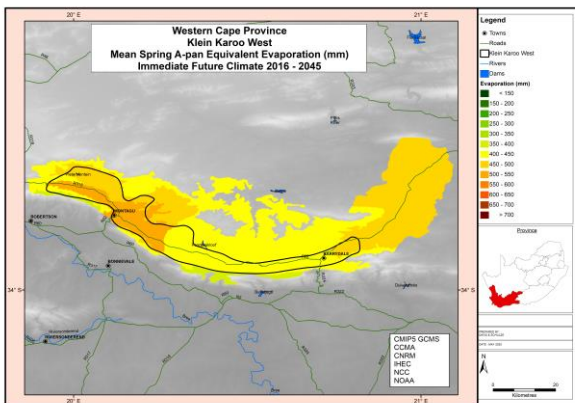 20° E
21° E
Western Cape Province
Klein Karoo West
Mean Spring A-pan Equivalent Evaporation (mm)
Immediate Future Climate 2016 - 2045
MONTAGU
ROBERTSON
BONNIEVALE
BARRYDALE
34° S
34° S
CMIP5 GCMS
CCMA
CNRM
IHEC
NCC
NOAA
20° E
21° E
Legend
Towns
Roads
Klein Karoo West
Rivers
Dams
Evaporation (mm)
< 150
150 - 200
200 - 250
250 - 300
300 - 350
350 - 400
400 - 450
450 - 500
500 - 550
550 - 600
600 - 650
650 - 700
> 700
Province
N
0
20
Kilometres